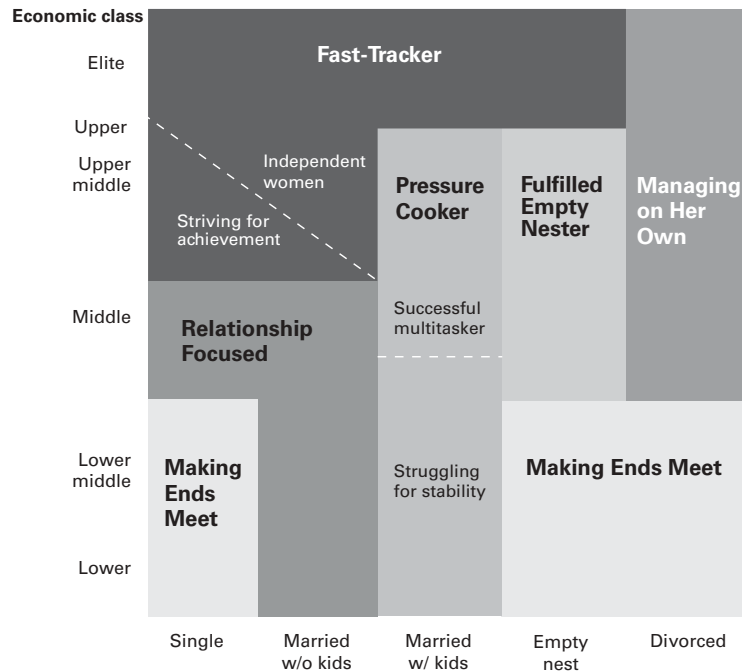 Economic class
Elite
Upper
Upper
middle
Middle
Lower
middle
Lower
Fast-Tracker
Independent
women
Striving for
achievement
Pressure
Cooker
Successful
multitasker
Struggling
for stability
Fulfilled
Empty
Nester
Managing
on Her
Own
Relationship
Focused
Making
Ends
Meet
Making Ends Meet
Single
Married
w/o kids
Married
w/ kids
Empty
nest
Divorced